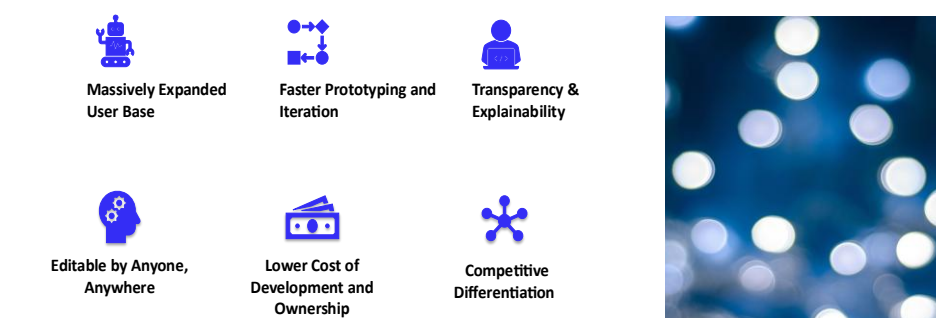 Massively Expanded
User Base
Faster Prototyping and
Iteration
Transparency &
Explainability
Editable by Anyone,
Anywhere
Lower Cost of
Development and
Ownership
Competitive
Differentiation